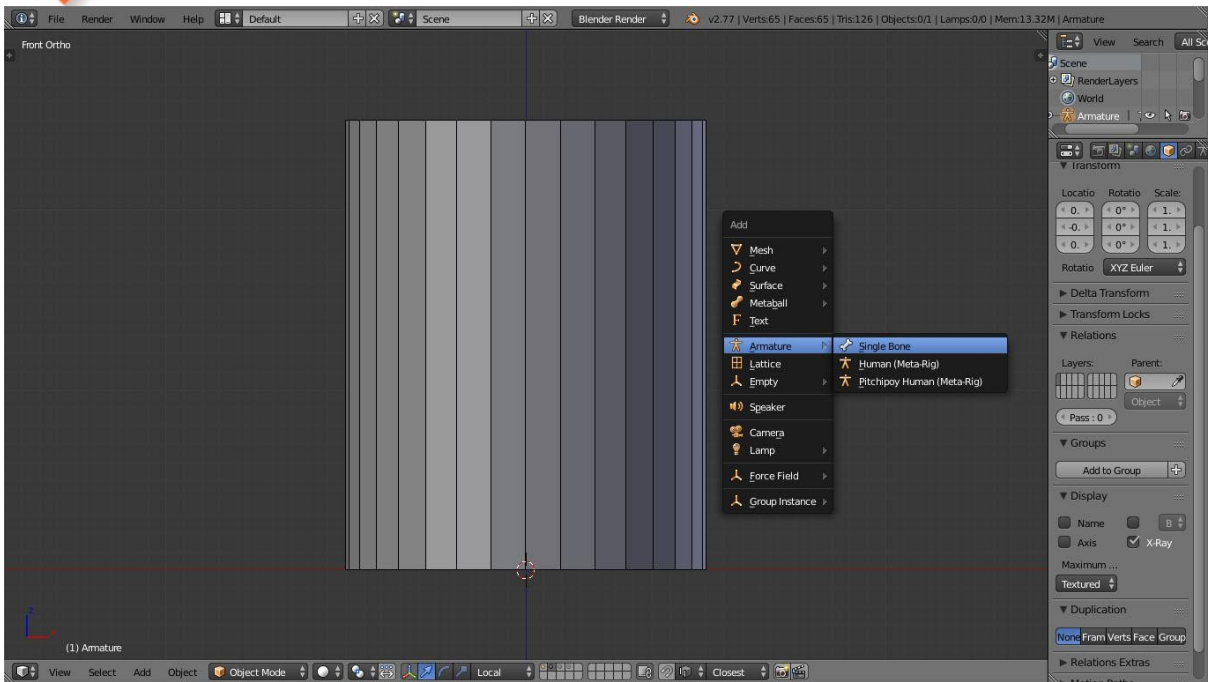 File Render Window Help Default Scene Blender Render v2.77 | Verts:65 | Faces:65 | Tris:126 | Objects:0/1 | Lamps:0/0 | Mem:13.32M | Armature
Front Ortho
Add
Mesh
Curve
Surface
Metaball
Text
Armature
Lattice
Empty
Speaker
Camera
Lamp
Force Field
Group Instance
Single Bone
Human (Meta-Rig)
Pitchipoy Human (Meta-Rig)
(1) Armature
View Select Add Object Object Mode Local Closest
View Search All Sc
Scene
RenderLayers
World
Armature
Transform
Locatio Rotatio Scale:
0. 0° 1.
-0. 0° 1.
0. 0° 1.
Rotatio XYZ Euler
Delta Transform
Transform Locks
Relations
Layers: Parent:
Object
Pass : 0
Groups
Add to Group
Display
Name B
Axis X-Ray
Maximum ...
Textured
Duplication
None Fram Verts Face Group
Relations Extras